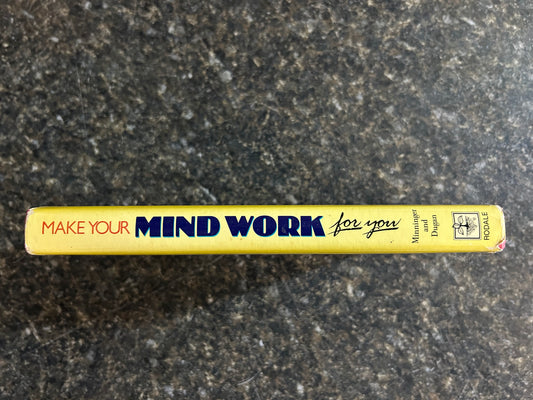 MAKE YOUR MIND WORK for you
Minninger
and
Dugan
RODALE